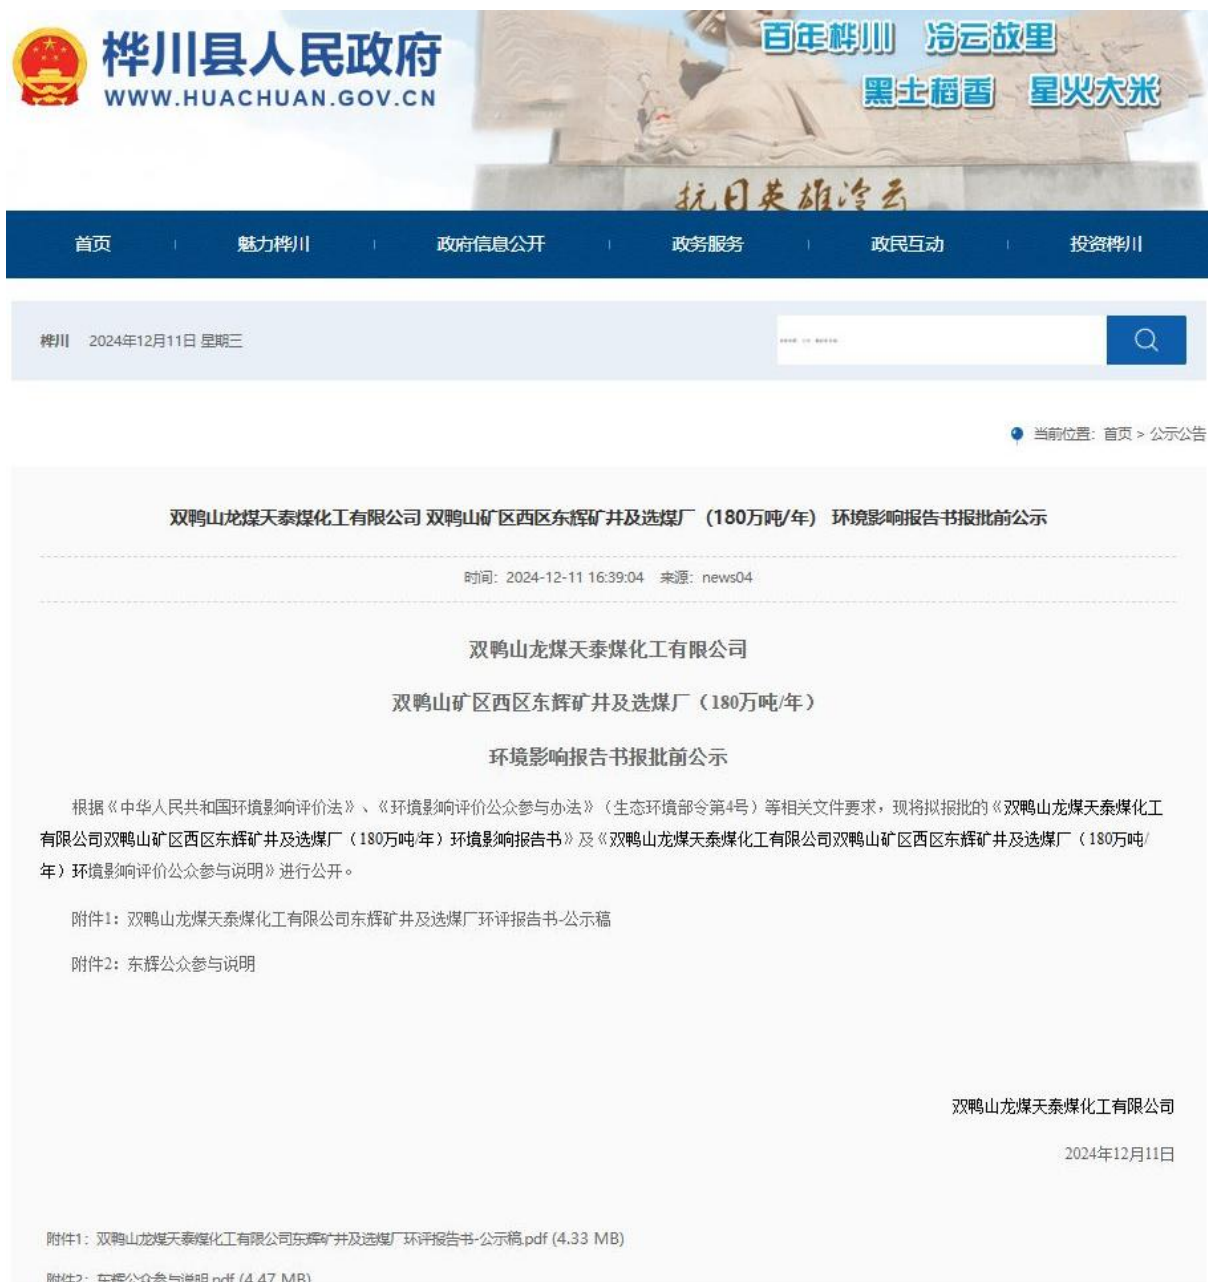 桦川县人民政府
WWW.HUACHUAN.GOV.CN
百年桦川 冷云故里
黑土稻香 星火大米
抗日英雄冷云
首页 魅力桦川 政府信息公开 政务服务 政民互动 投资桦川
桦川 2024年12月11日 星期三
当前位置：首页 > 公示公告
双鸭山龙煤天泰煤化工有限公司 双鸭山矿区西区东辉矿井及选煤厂（180万吨/年） 环境影响报告书报批前公示
时间：2024-12-11 16:39:04 来源：news04
双鸭山龙煤天泰煤化工有限公司
双鸭山矿区西区东辉矿井及选煤厂（180万吨/年）
环境影响报告书报批前公示
根据《中华人民共和国环境影响评价法》、《环境影响评价公众参与办法》（生态环境部令第4号）等相关文件要求，现将拟报批的《双鸭山龙煤天泰煤化工
有限公司双鸭山矿区西区东辉矿井及选煤厂（180万吨/年）环境影响报告书》及《双鸭山龙煤天泰煤化工有限公司双鸭山矿区西区东辉矿井及选煤厂（180万吨/
年）环境影响评价公众参与说明》进行公开。
附件1：双鸭山龙煤天泰煤化工有限公司东辉矿井及选煤厂环评报告书-公示稿
附件2：东辉公众参与说明
双鸭山龙煤天泰煤化工有限公司
2024年12月11日
附件1：双鸭山龙煤天泰煤化工有限公司东辉矿井及选煤厂环评报告书-公示稿.pdf (4.33 MB)
附件2：东辉公众参与说明.pdf (4.47 MB)